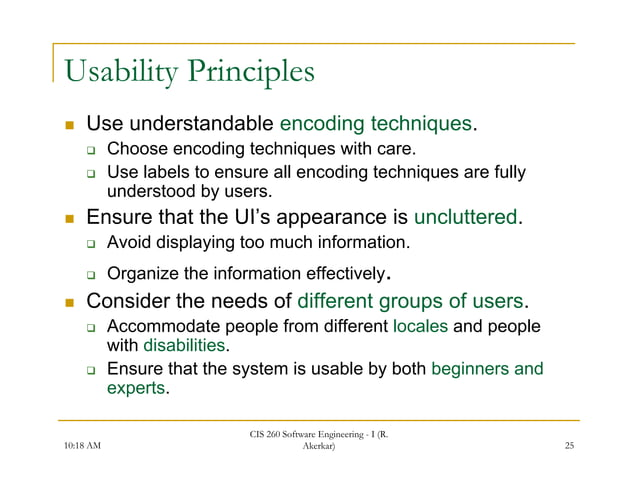 Usability Principles
Use understandable encoding techniques.
Choose encoding techniques with care.
Use labels to ensure all encoding techniques are fully
understood by users.
Ensure that the UI’s appearance is uncluttered.
Avoid displaying too much information.
Organize the information effectively.
Consider the needs of different groups of users.
Accommodate people from different locales and people
with disabilities.
Ensure that the system is usable by both beginners and
experts.
10:18 AM
CIS 260 Software Engineering - I (R.
Akerkar)
25